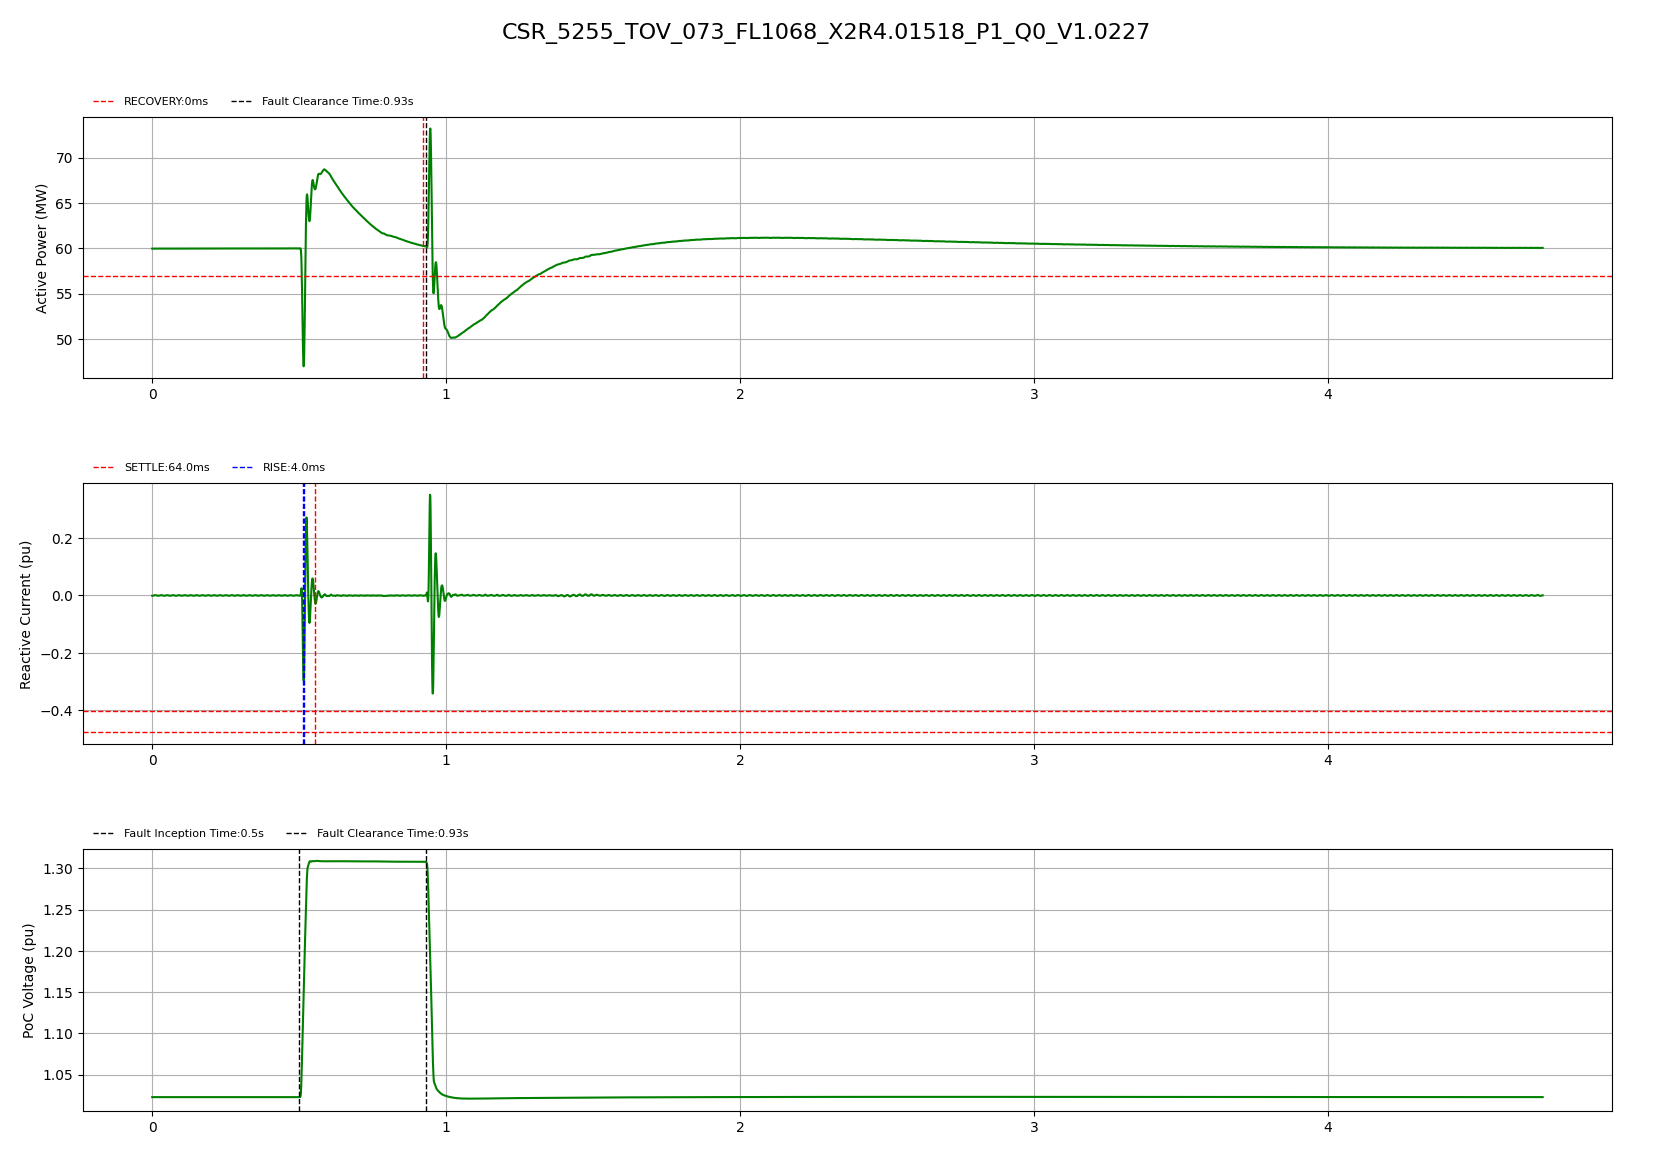 CSR_5255_TOV_073_FL1068_X2R4.01518_P1_Q0_V1.0227
RECOVERY:0ms Fault Clearance Time:0.93s
Active Power (MW)
70
65
60
55
50
0 1 2 3 4
SETTLE:64.0ms RISE:4.0ms
Reactive Current (pu)
0.2
0.0
−0.2
−0.4
0 1 2 3 4
Fault Inception Time:0.5s Fault Clearance Time:0.93s
PoC Voltage (pu)
1.30
1.25
1.20
1.15
1.10
1.05
0 1 2 3 4